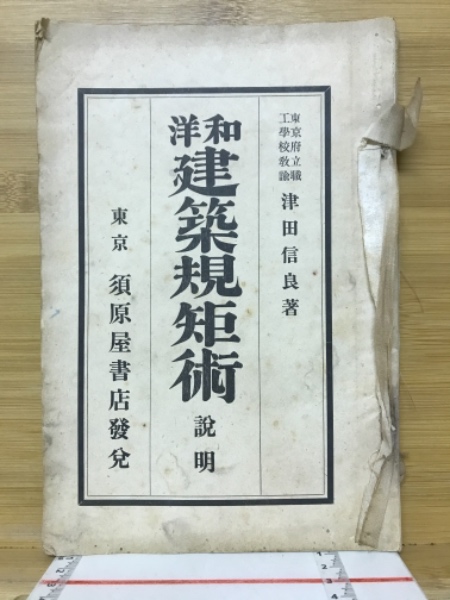 東京府立職
工學校敎諭
津田信良著
和洋
建築規矩術
說明
東京
須原屋書店發兌